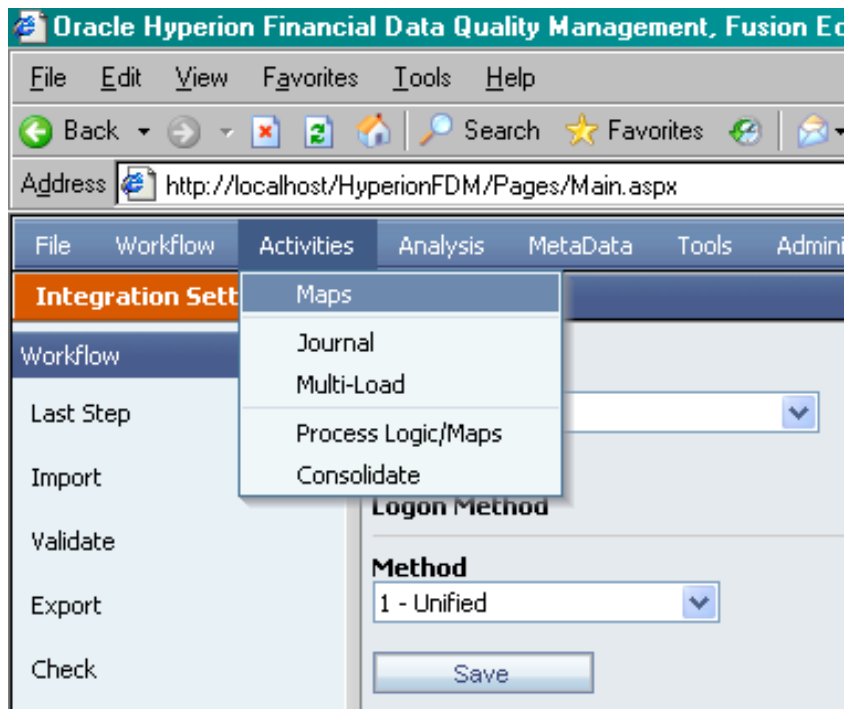 Oracle Hyperion Financial Data Quality Management, Fusion Ed
File Edit View Favorites Tools Help
Back Search Favorites
Address http://localhost/HyperionFDM/Pages/Main.aspx
File Workflow Activities Analysis MetaData Tools Admini
Integration Sett
Maps
Journal
Multi-Load
Process Logic/Maps
Consolidate
Workflow
Last Step
Import
Validate
Export
Check
Logon Method
Method
1 - Unified
Save